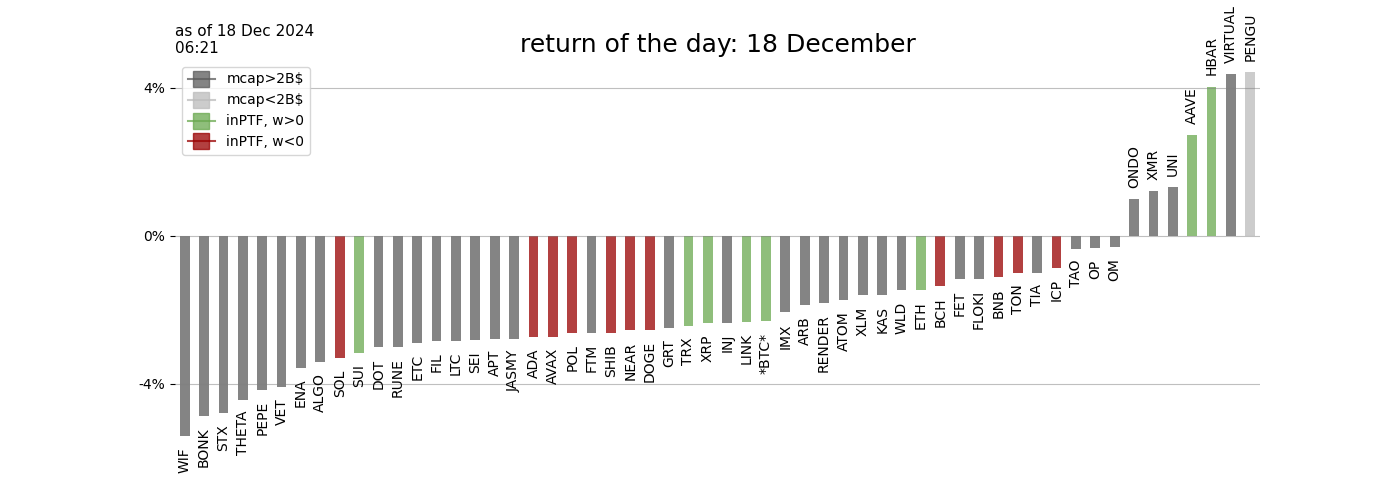 as of 18 Dec 2024
06:21
return of the day: 18 December
mcap>2B$
mcap<2B$
inPTF, w>0
inPTF, w<0
4%
0%
-4%
WIF
BONK
STX
THETA
PEPE
VET
ENA
ALGO
SOL
SUI
DOT
RUNE
ETC
FIL
LTC
SEI
APT
JASMY
ADA
AVAX
POL
FTM
SHIB
NEAR
DOGE
GRT
TRX
XRP
INJ
LINK
*BTC*
IMX
ARB
RENDER
ATOM
XLM
KAS
WLD
ETH
BCH
FET
FLOKI
BNB
TON
TIA
ICP
TAO
OP
OM
ONDO
XMR
UNI
AAVE
HBAR
VIRTUAL
PENGU